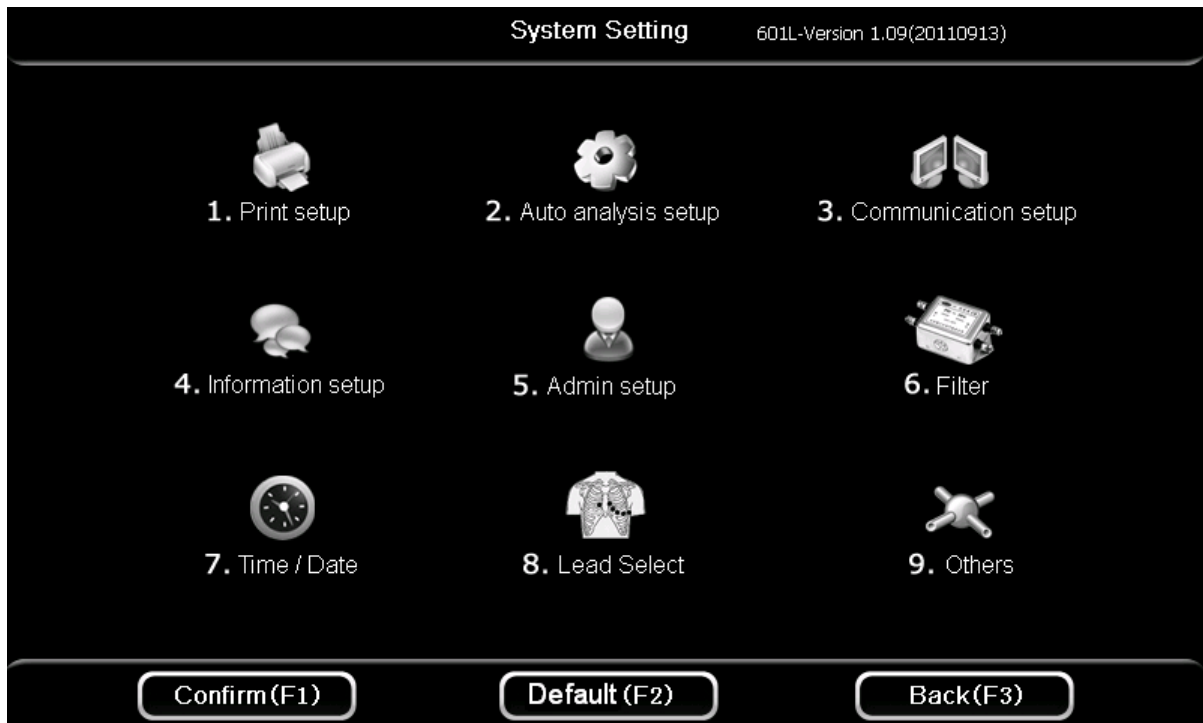 System Setting 601L-Version 1.09(20110913)
1. Print setup 2. Auto analysis setup 3. Communication setup
4. Information setup 5. Admin setup 6. Filter
7. Time / Date 8. Lead Select 9. Others
Confirm(F1) Default(F2) Back(F3)